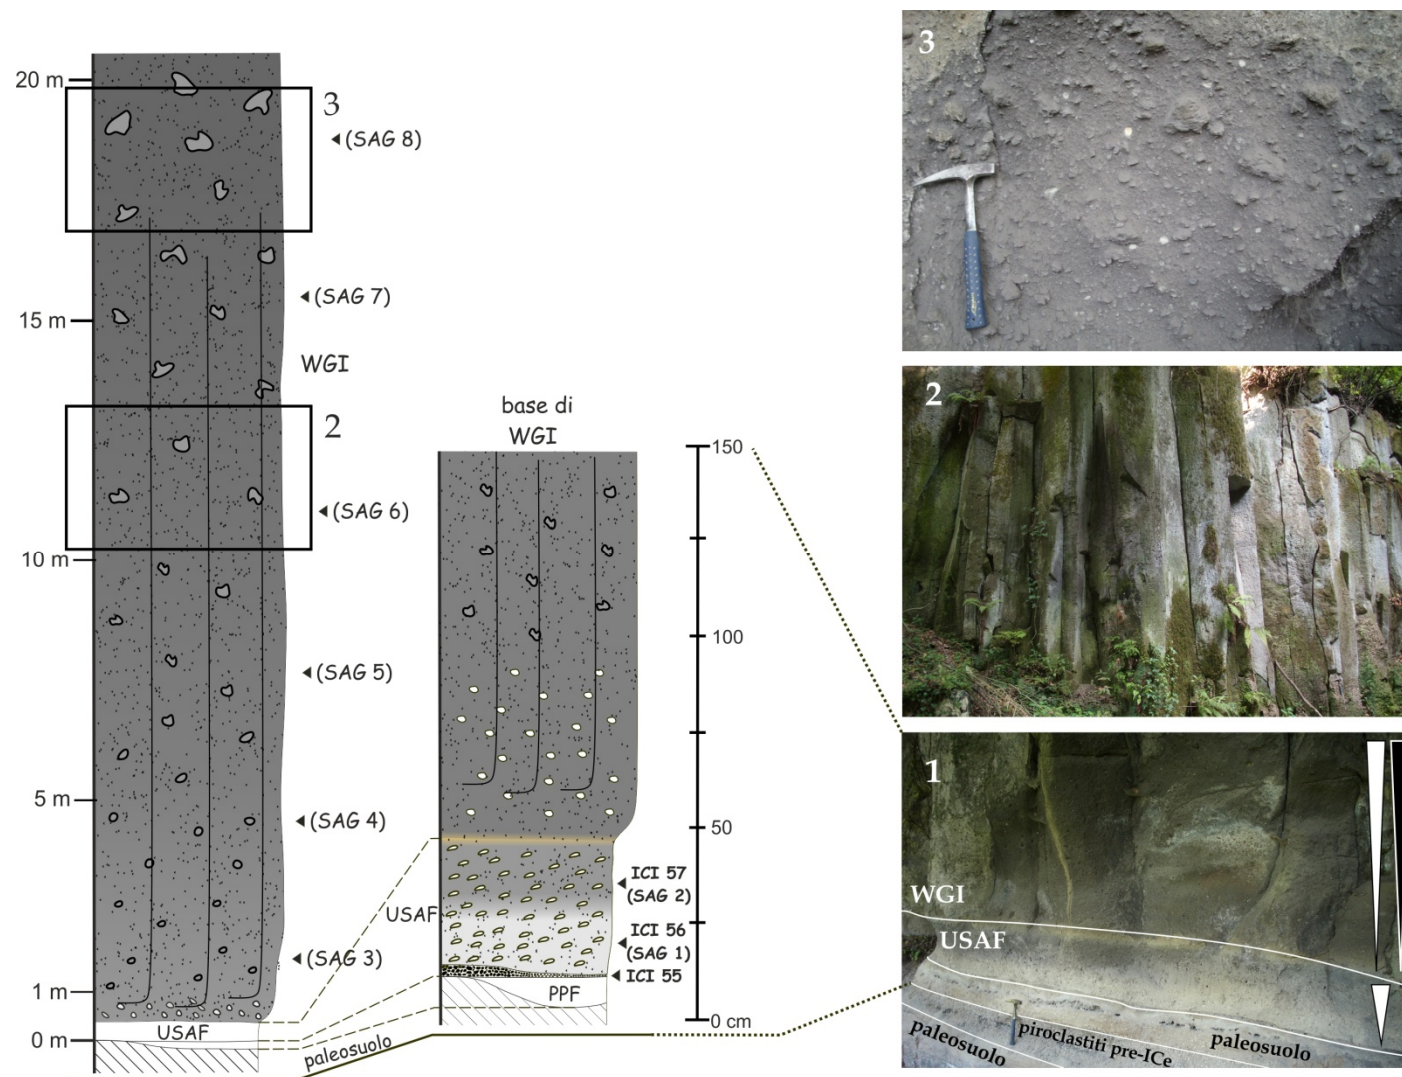 20 m
3
(SAG 8)
(SAG 7)
15 m
WGI
2
(SAG 6)
10 m
(SAG 5)
5 m
(SAG 4)
(SAG 3)
1 m
USAF
0 m
paleosuolo
base di
WGI
150
100
50
0 cm
USAF
ICI 57
(SAG 2)
ICI 56
(SAG 1)
ICI 55
PPF
3
2
1
WGI
USAF
piroclastiti pre-ICe
paleosuolo
paleosuolo